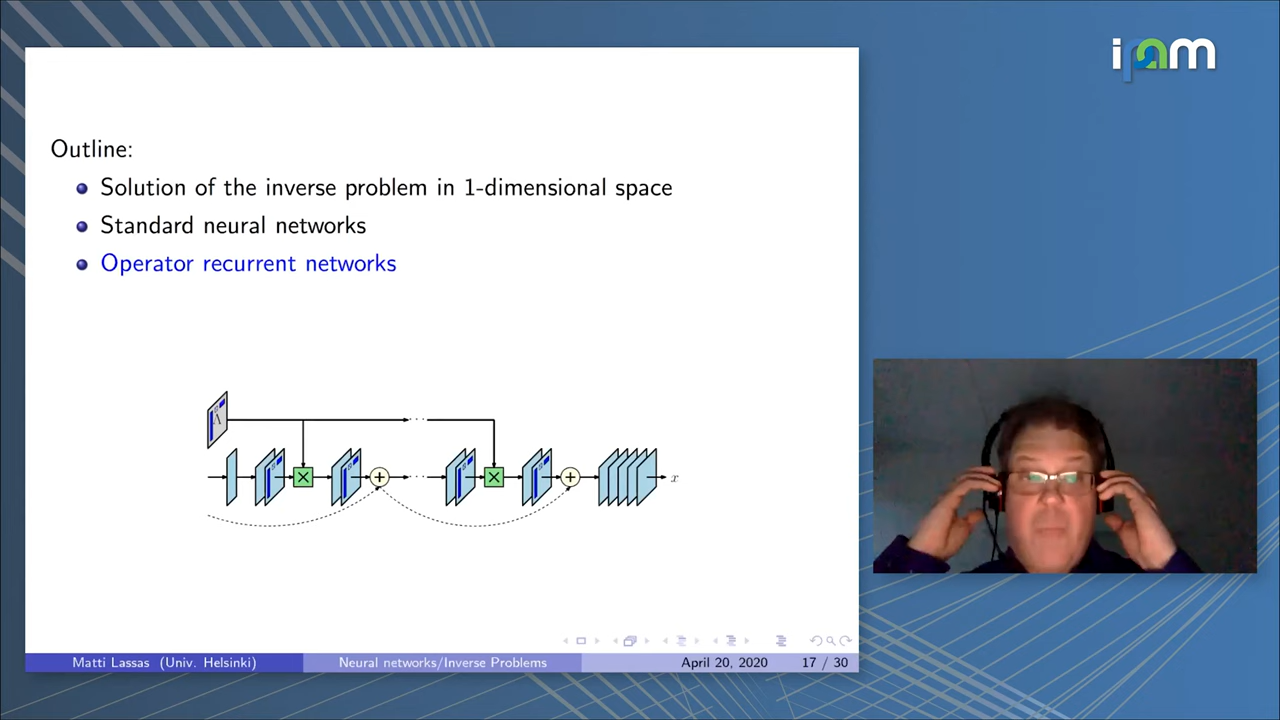 ipam
Outline:
Solution of the inverse problem in 1-dimensional space
Standard neural networks
Operator recurrent networks
Λ
× + × + x
Matti Lassas (Univ. Helsinki) Neural networks/Inverse Problems April 20, 2020 17 / 30